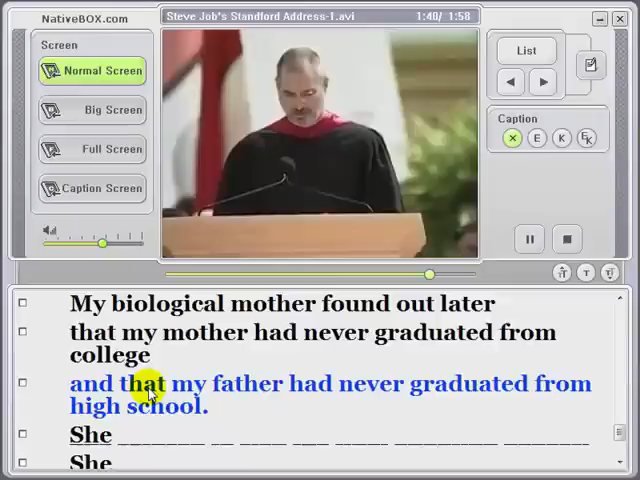 NativeBOX.com
Steve Job's Standford Address-1.avi
1:40/ 1:58
Screen
Normal Screen
Big Screen
Full Screen
Caption Screen
List
Caption
E
K
EK
T
T
T
My biological mother found out later
that my mother had never graduated from
college
and that my father had never graduated from
high school.
She
She